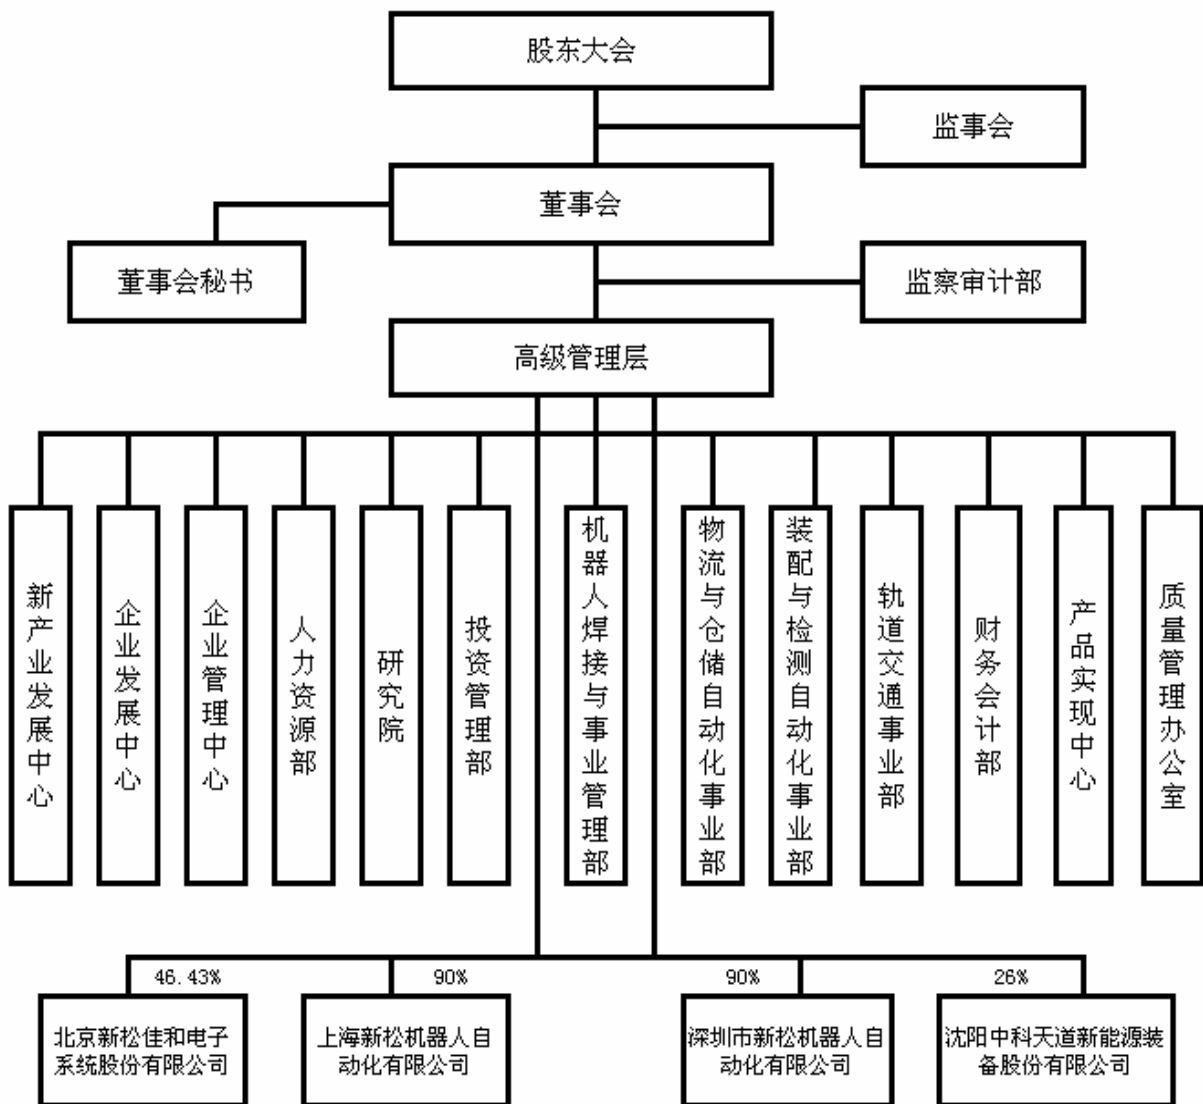 股东大会
监事会
董事会
董事会秘书
监察审计部
高级管理层
新产业发展中心
企业发展中心
企业管理中心
人力资源部
研究院
投资管理部
机器人焊接与事业管理部
物流与仓储自动化事业部
装配与检测自动化事业部
轨道交通事业部
财务会计部
产品实现中心
质量管理办公室
46.43%
90%
90%
26%
北京新松佳和电子
系统股份有限公司
上海新松机器人自
动化有限公司
深圳市新松机器人自
动化有限公司
沈阳中科天道新能源装
备股份有限公司